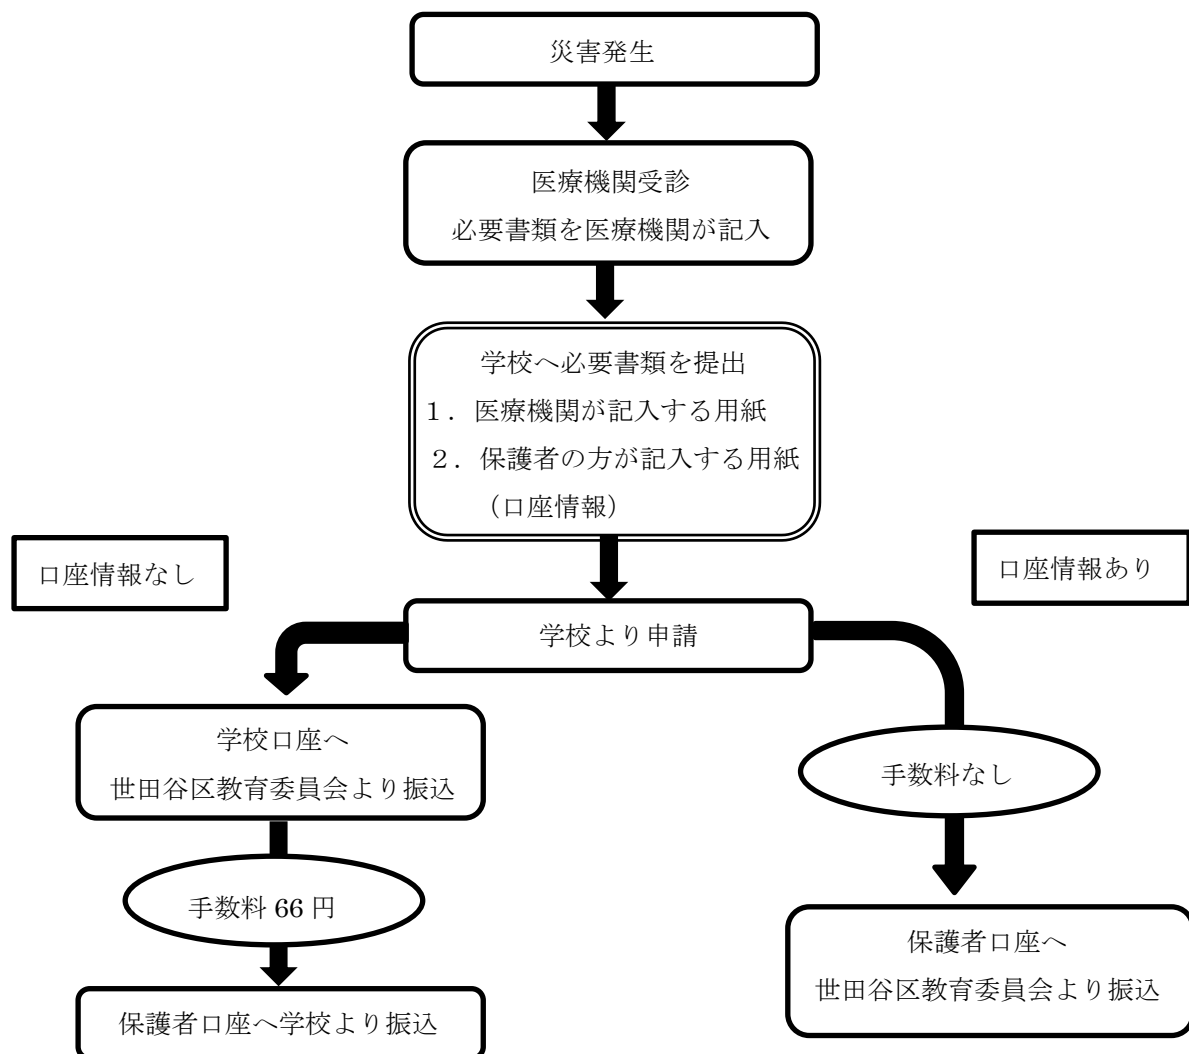 災害発生
医療機関受診
必要書類を医療機関が記入
学校へ必要書類を提出
１．医療機関が記入する用紙
２．保護者の方が記入する用紙
（口座情報）
口座情報なし
口座情報あり
学校より申請
学校口座へ
世田谷区教育委員会より振込
手数料なし
手数料 66 円
保護者口座へ
世田谷区教育委員会より振込
保護者口座へ学校より振込